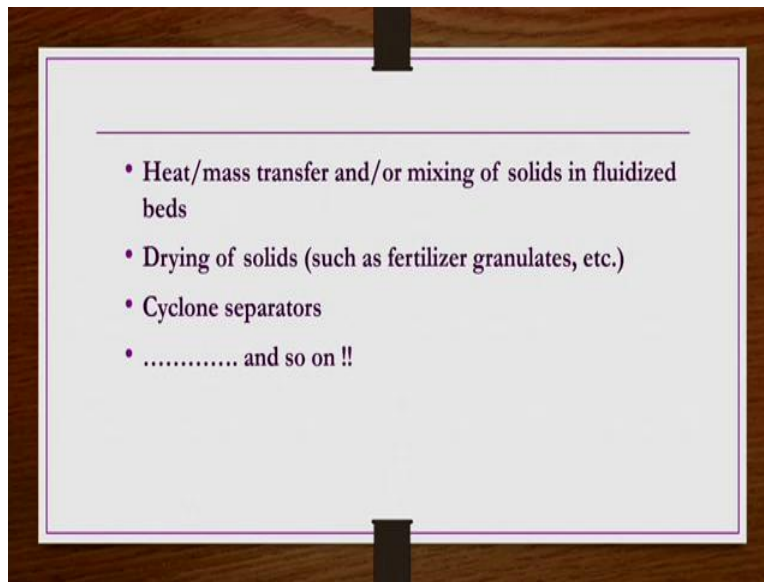 • Heat/mass transfer and/or mixing of solids in fluidized
beds
• Drying of solids (such as fertilizer granulates, etc.)
• Cyclone separators
• ............. and so on !!